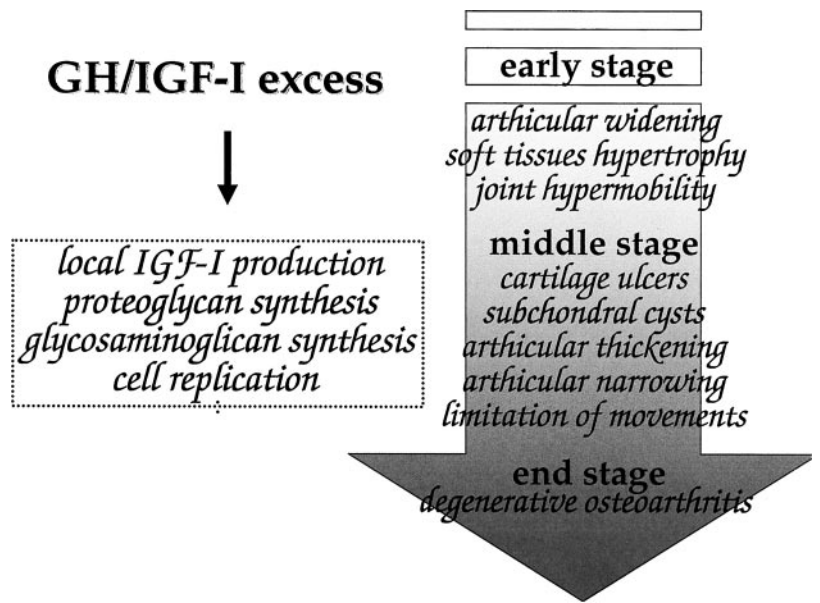 GH/IGF-I excess
local IGF-I production
proteoglycan synthesis
glycosaminoglican synthesis
cell replication
early stage
arthicular widening
soft tissues hypertrophy
joint hypermobility
middle stage
cartilage ulcers
subchondral cysts
arthicular thickening
arthicular narrowing
limitation of movements
end stage
degenerative osteoarthritis